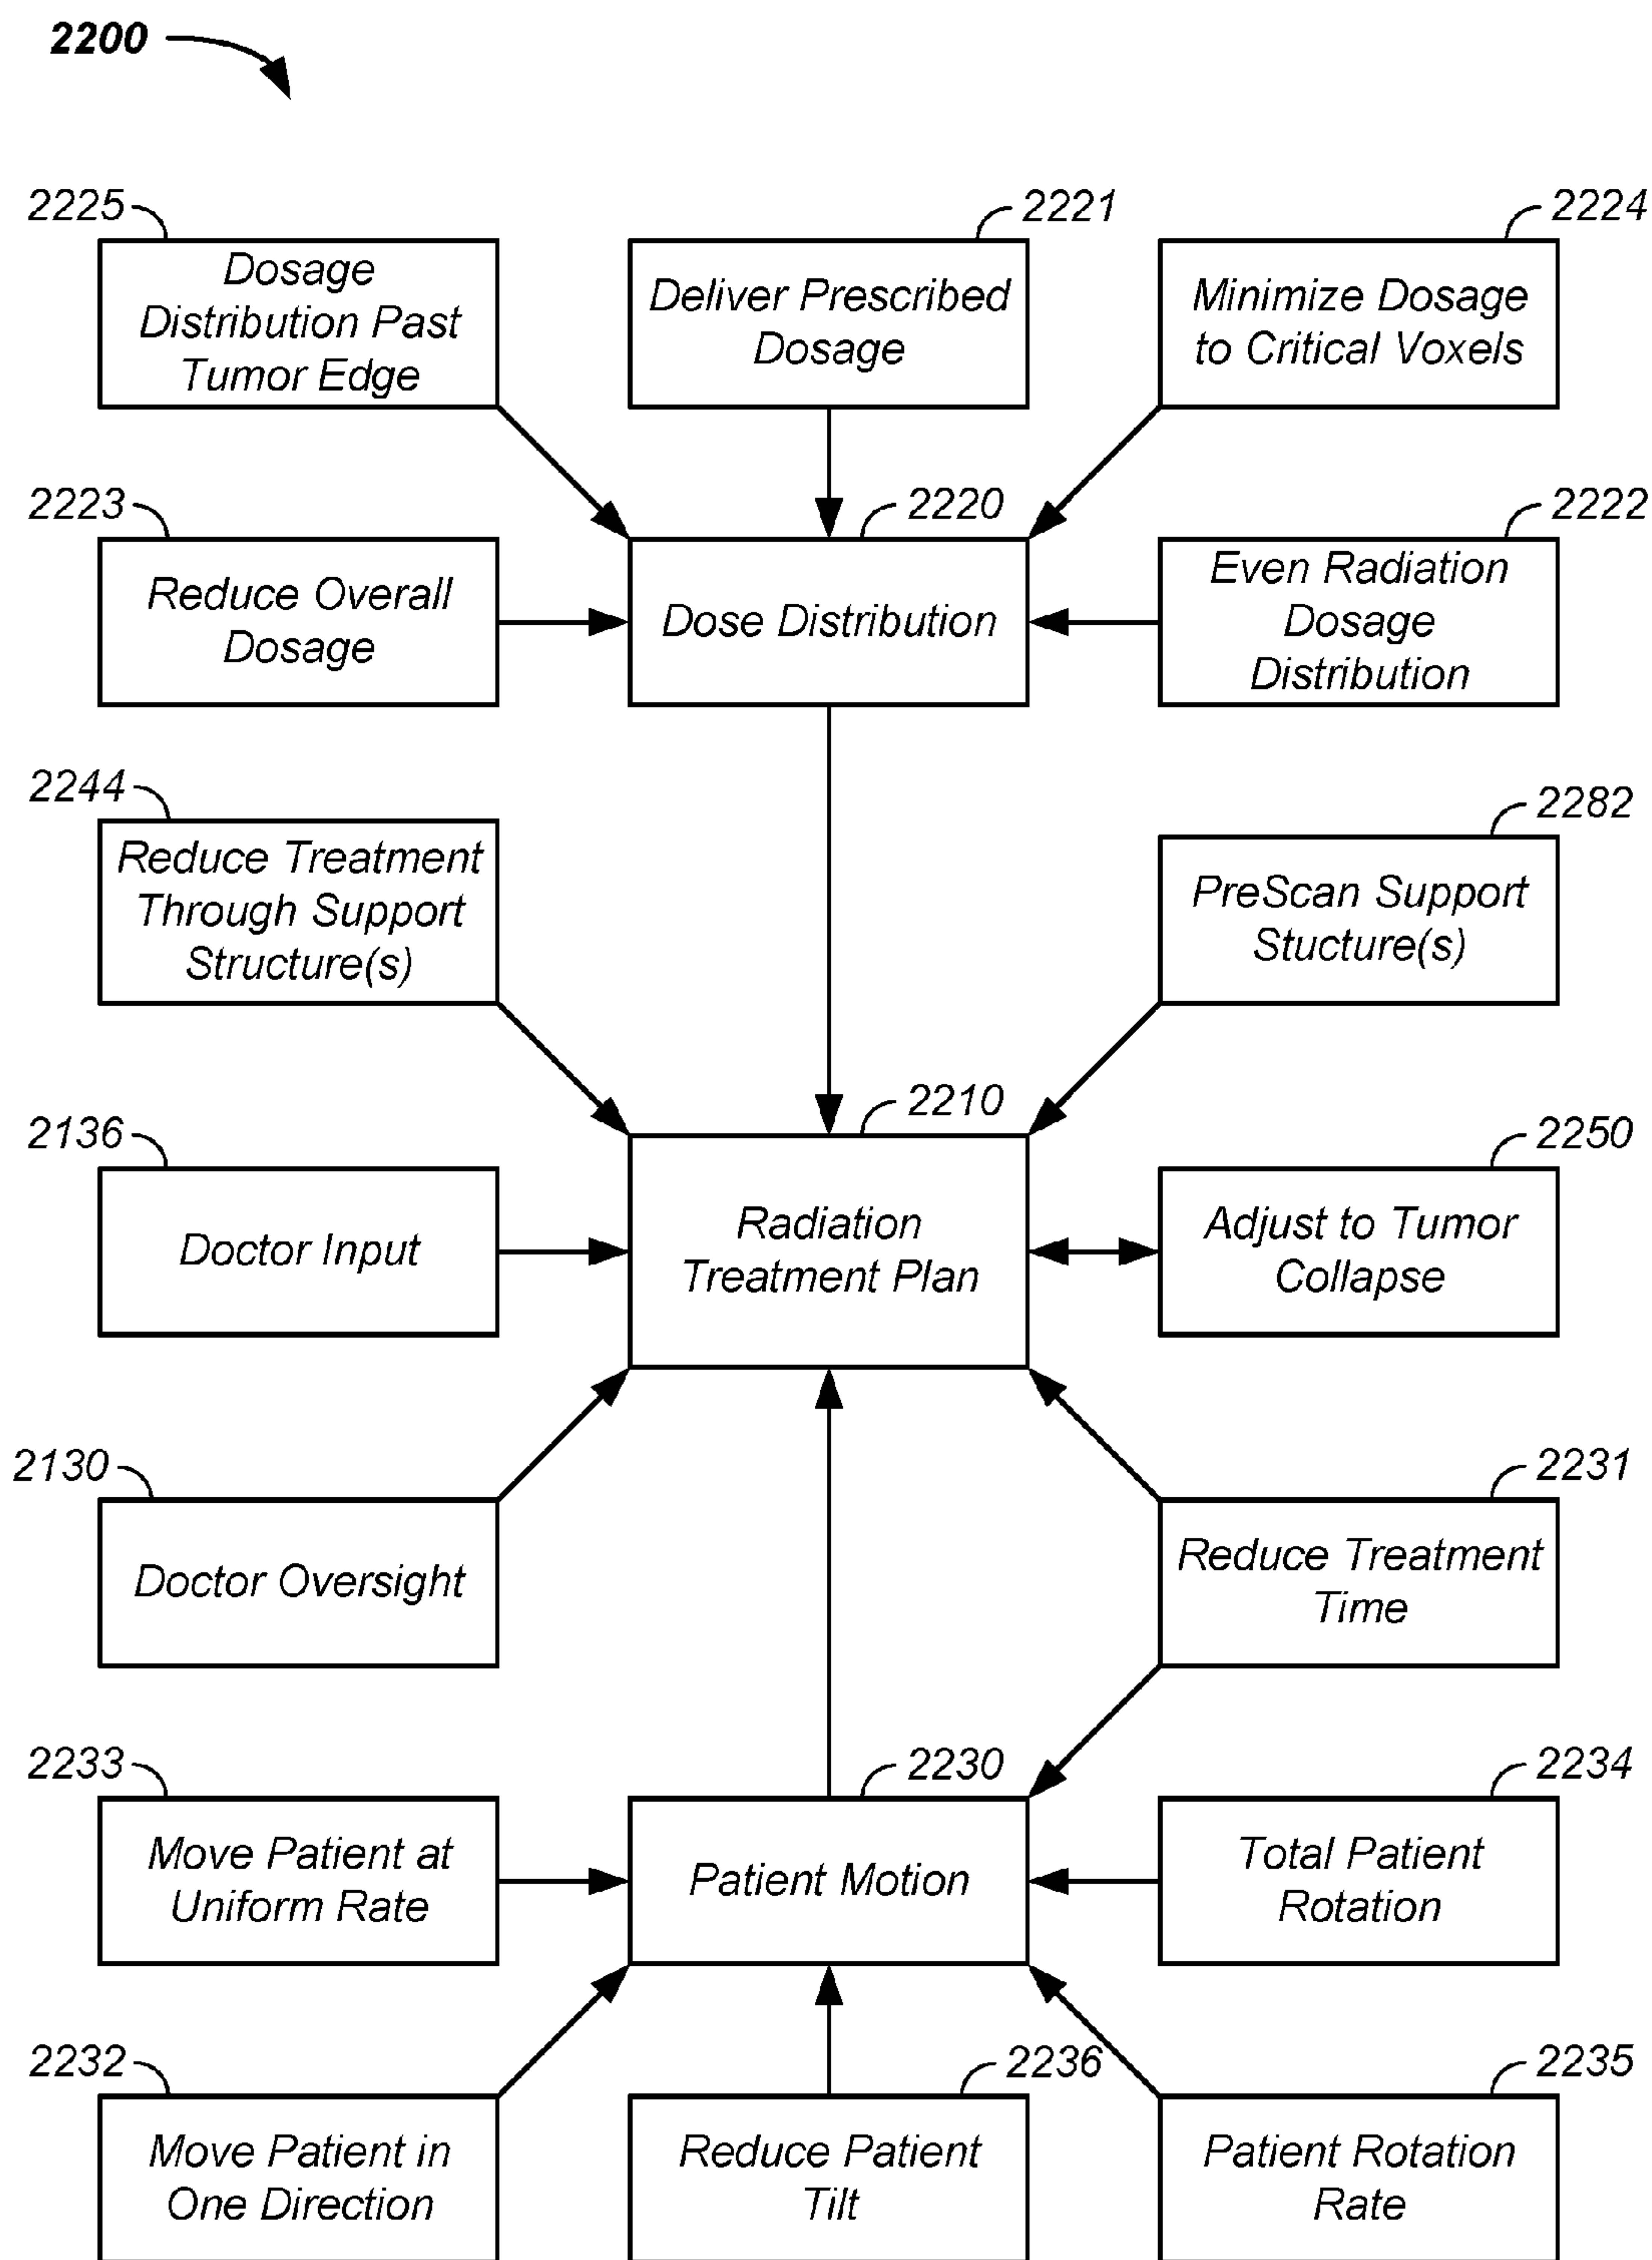 2200
2225
2221
2224
Dosage
Distribution Past
Tumor Edge
Deliver Prescribed
Dosage
Minimize Dosage
to Critical Voxels
2223
2220
2222
Reduce Overall
Dosage
Dose Distribution
Even Radiation
Dosage
Distribution
2244
2282
Reduce Treatment
Through Support
Structure(s)
PreScan Support
Stucture(s)
2136
2210
2250
Doctor Input
Radiation
Treatment Plan
Adjust to Tumor
Collapse
2130
2231
Doctor Oversight
Reduce Treatment
Time
2233
2230
2234
Move Patient at
Uniform Rate
Patient Motion
Total Patient
Rotation
2232
2236
2235
Move Patient in
One Direction
Reduce Patient
Tilt
Patient Rotation
Rate